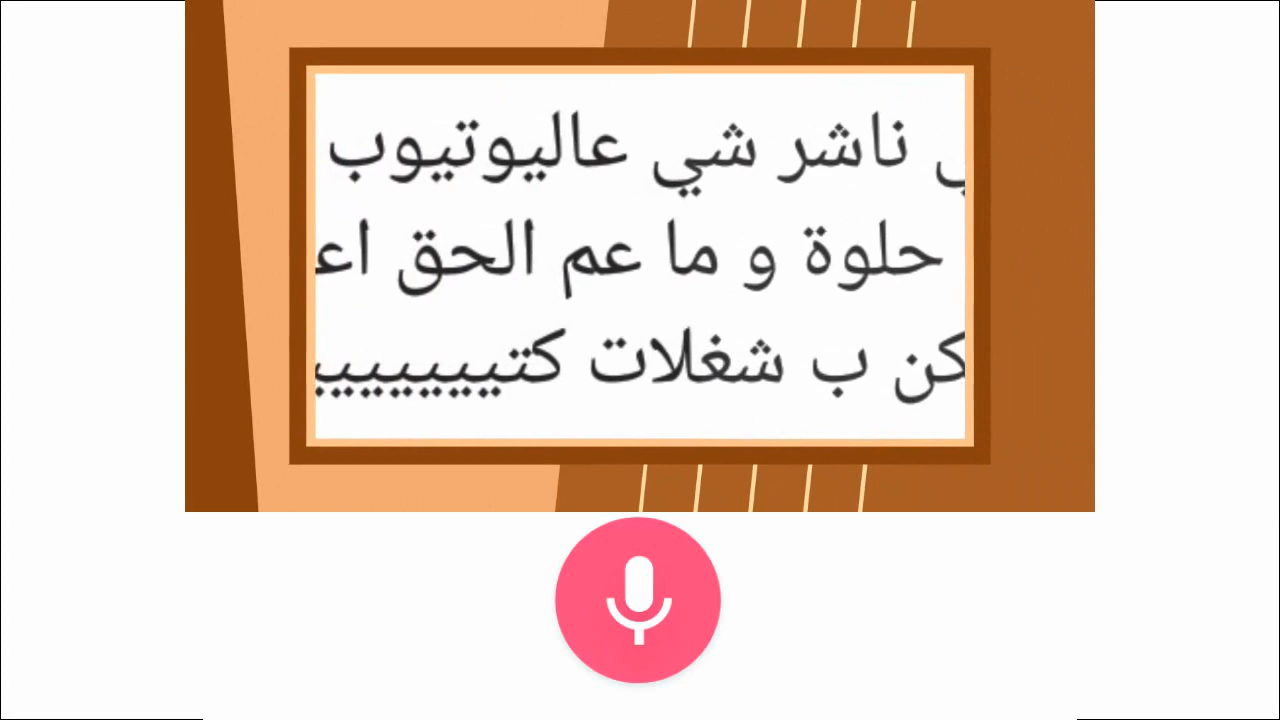 ناشر شي عاليوتيوب
حلوة و ما عم الحق
ب شغلات